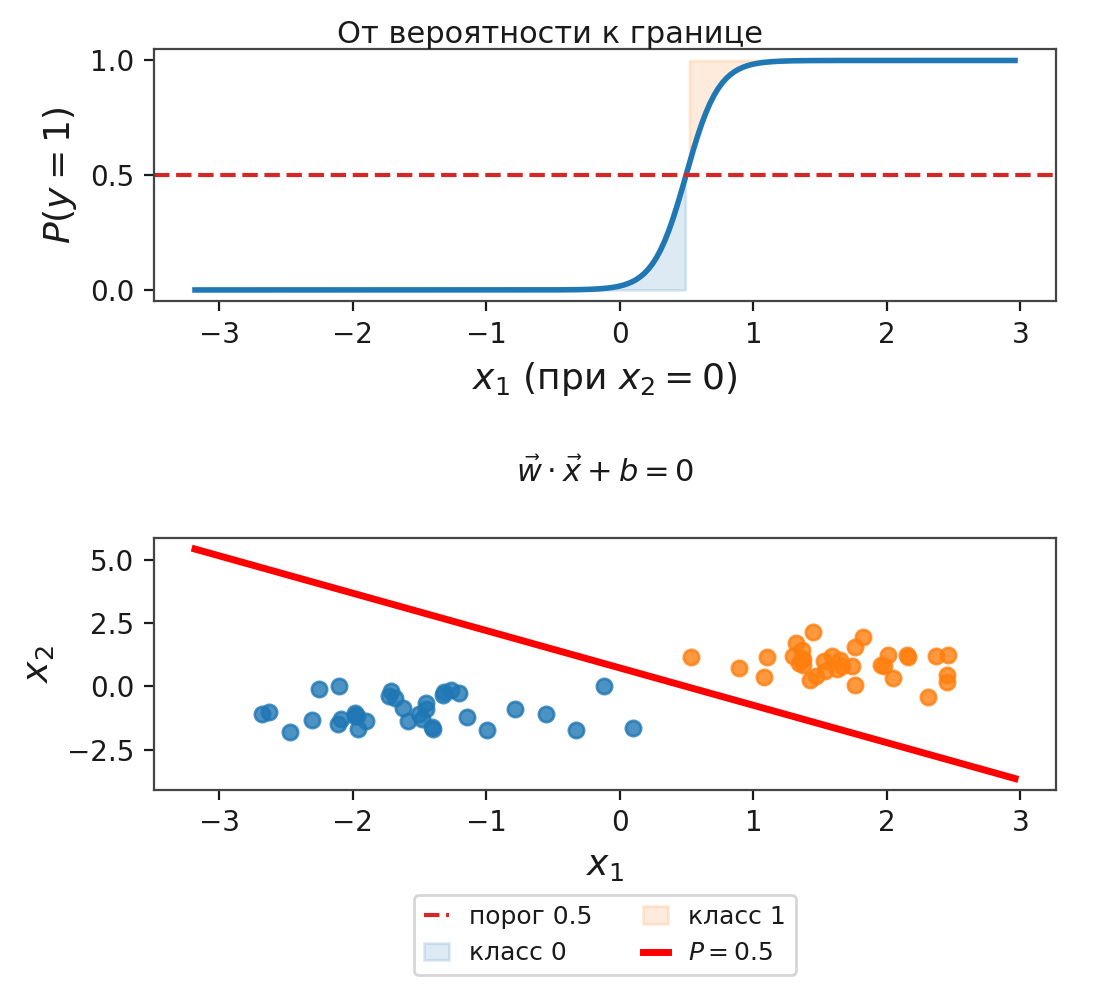 От вероятности к границе
1.0
0.5
0.0
P(y = 1)
−3 −2 −1 0 1 2 3
x₁ (при x₂ = 0)
w⃗ · x⃗ + b = 0
5.0
2.5
0.0
−2.5
x₂
−3 −2 −1 0 1 2 3
x₁
порог 0.5
класс 0
класс 1
P = 0.5